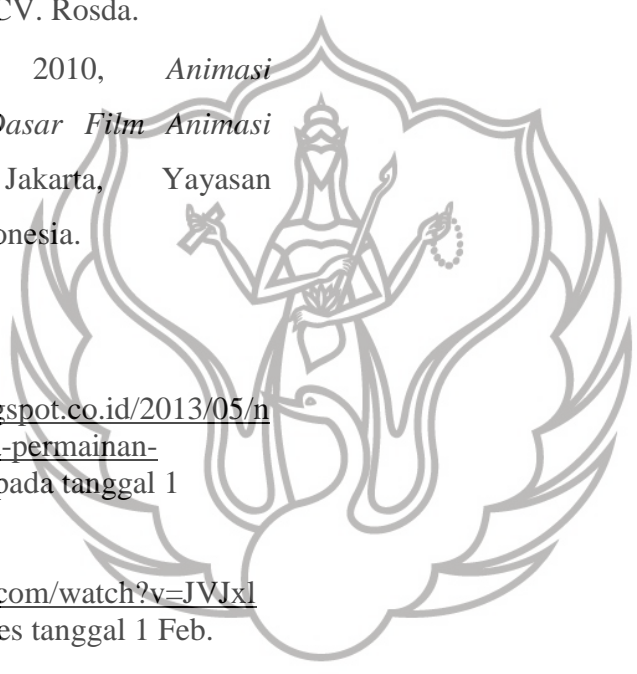 CV. Rosda.
2010, Animasi
Dasar Film Animasi
Jakarta, Yayasan
onesia.
gspot.co.id/2013/05/n
-permainan-
pada tanggal 1
com/watch?v=JVJxl
es tanggal 1 Feb.